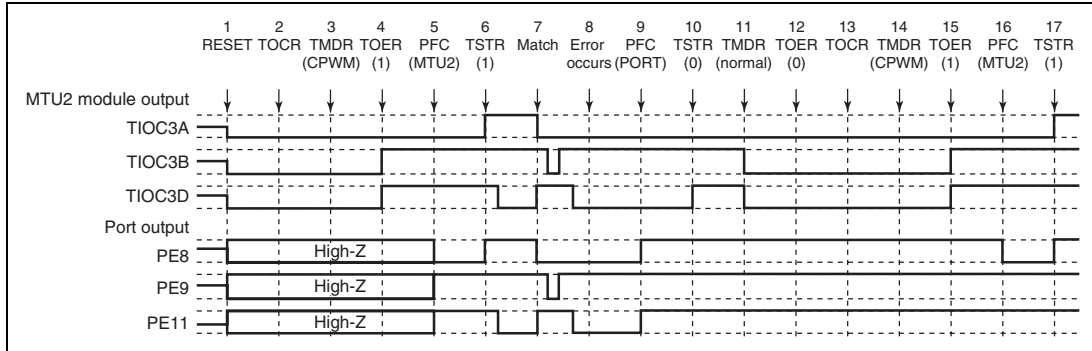 1 2 3 4 5 6 7 8 9 10 11 12 13 14 15 16 17
RESET TOCR TMDR TOER PFC TSTR Match Error PFC TSTR TMDR TOER TOCR TMDR TOER PFC TSTR
(CPWM) (1) (MTU2) (1) occurs (PORT) (0) (normal) (0) (CPWM) (1) (MTU2) (1)
MTU2 module output
TIOC3A
TIOC3B
TIOC3D
Port output
PE8 High-Z
PE9 High-Z
PE11 High-Z